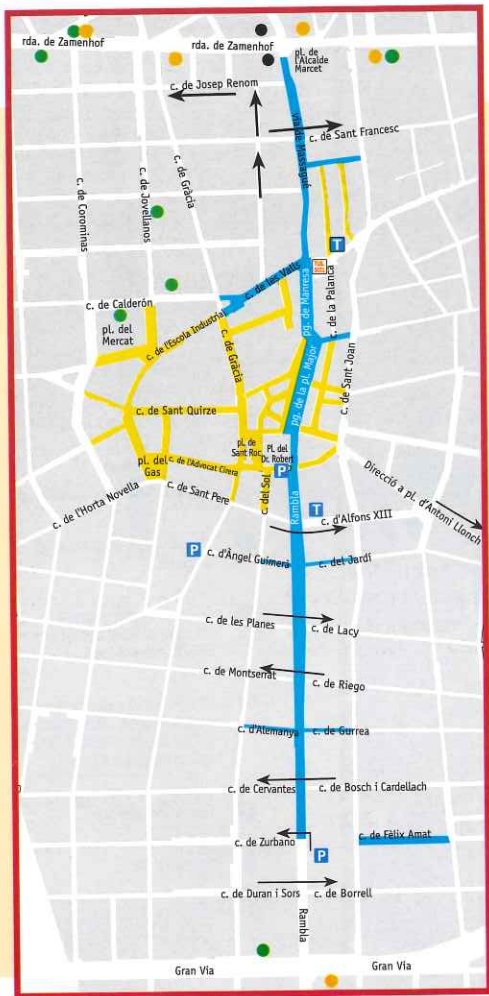 rda. de Zamenhof
rda. de Zamenhof
pl. de
l'Alcalde
Marcet
c. de Josep Renom
via de Massagué
c. de Sant Francesc
c. de Corominas
c. de Jovellanos
c. de Gràcia
T
c. de les Valls
pg. de Manresa
c. de la Palanca
c. de Calderón
pl. del
Mercat
c. de l'Escola Industrial
c. de Gràcia
pg. de la pl. Major
c. de Sant Joan
c. de Sant Quirze
pl. de
Sant Roc
Pl. del
Dr. Robert
pl. del
Gas
c. de l'Advocat Cirera
P
c. del Sol
Direcció a pl. d'Antoni Llonch
c. de l'Horta Novella
c. de Sant Pere
Rambla
T
c. d'Alfons XIII
P
c. d'Àngel Guimerà
c. del Jardí
c. de les Planes
c. de Lacy
c. de Montserrat
c. de Riego
c. d'Alemanya
c. de Gurrea
c. de Cervantes
c. de Bosch i Cardellach
c. de Zurbano
P
c. de Fèlix Amat
c. de Duran i Sors
c. de Borrell
Rambla
Gran Via
Gran Via